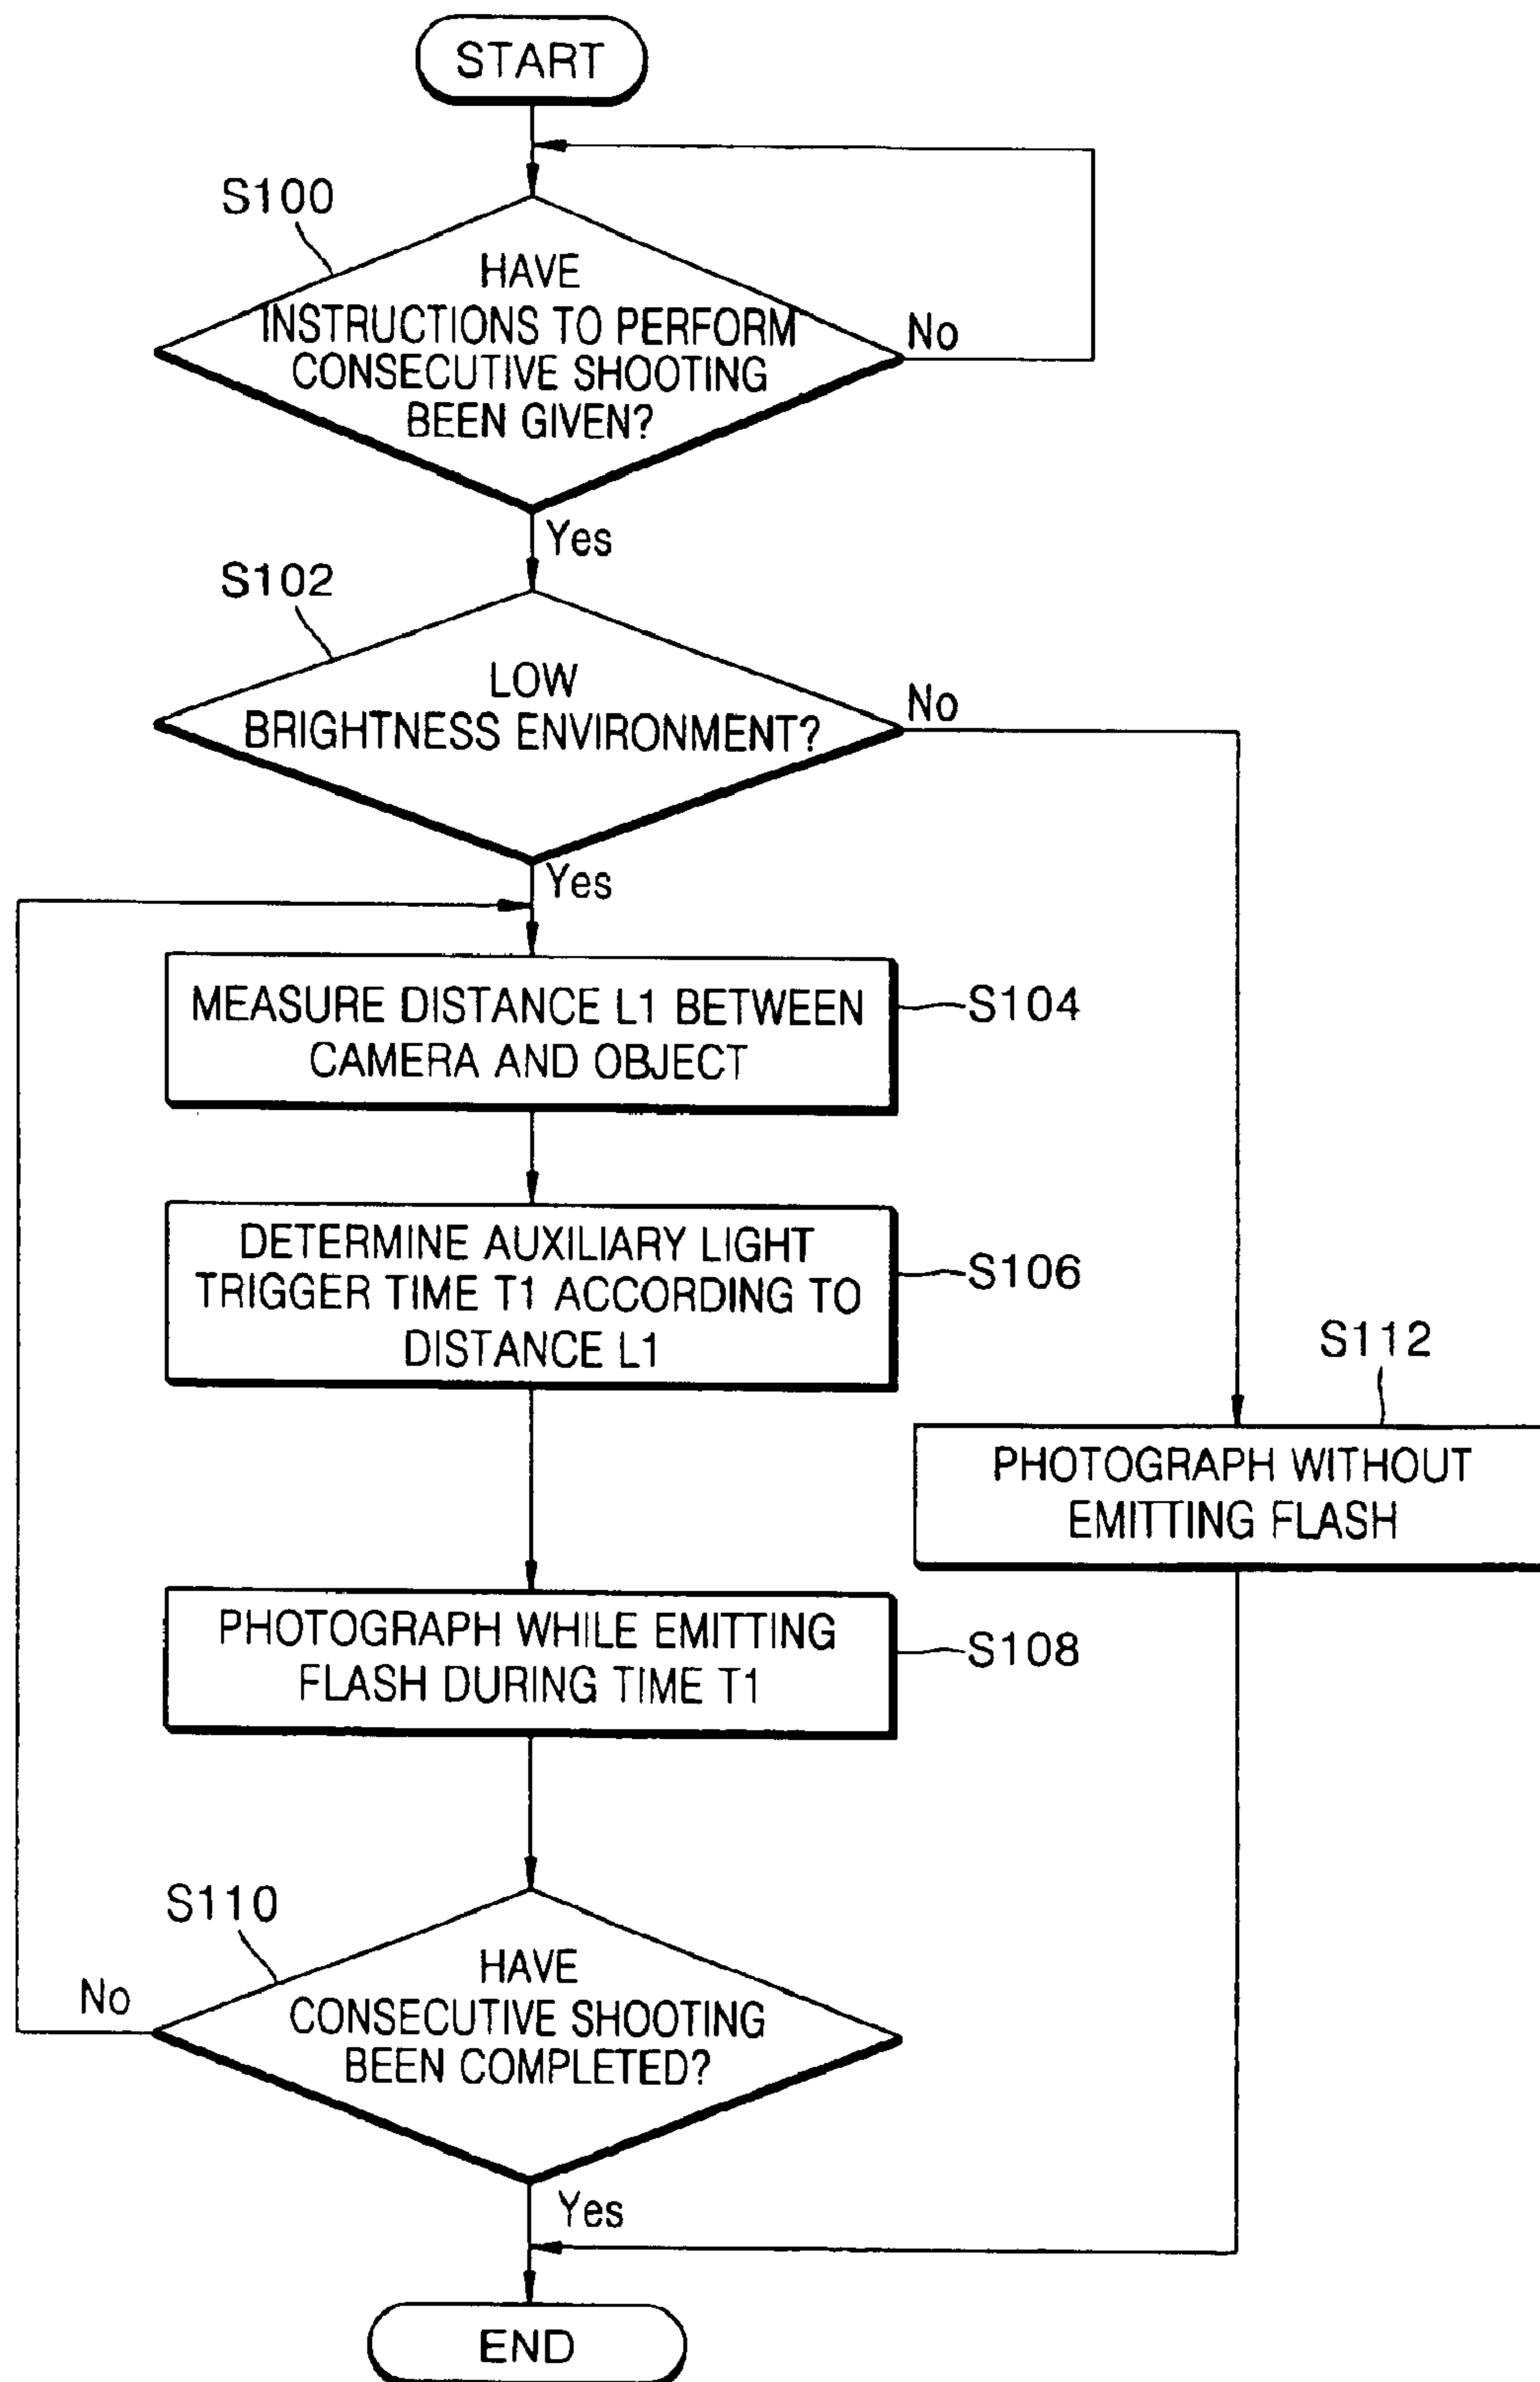 START
S100
HAVE
INSTRUCTIONS TO PERFORM
CONSECUTIVE SHOOTING
BEEN GIVEN?
No
Yes
S102
LOW
BRIGHTNESS ENVIRONMENT?
No
Yes
MEASURE DISTANCE L1 BETWEEN
CAMERA AND OBJECT
S104
DETERMINE AUXILIARY LIGHT
TRIGGER TIME T1 ACCORDING TO
DISTANCE L1
S106
S112
PHOTOGRAPH WITHOUT
EMITTING FLASH
PHOTOGRAPH WHILE EMITTING
FLASH DURING TIME T1
S108
S110
HAVE
CONSECUTIVE SHOOTING
BEEN COMPLETED?
No
Yes
END